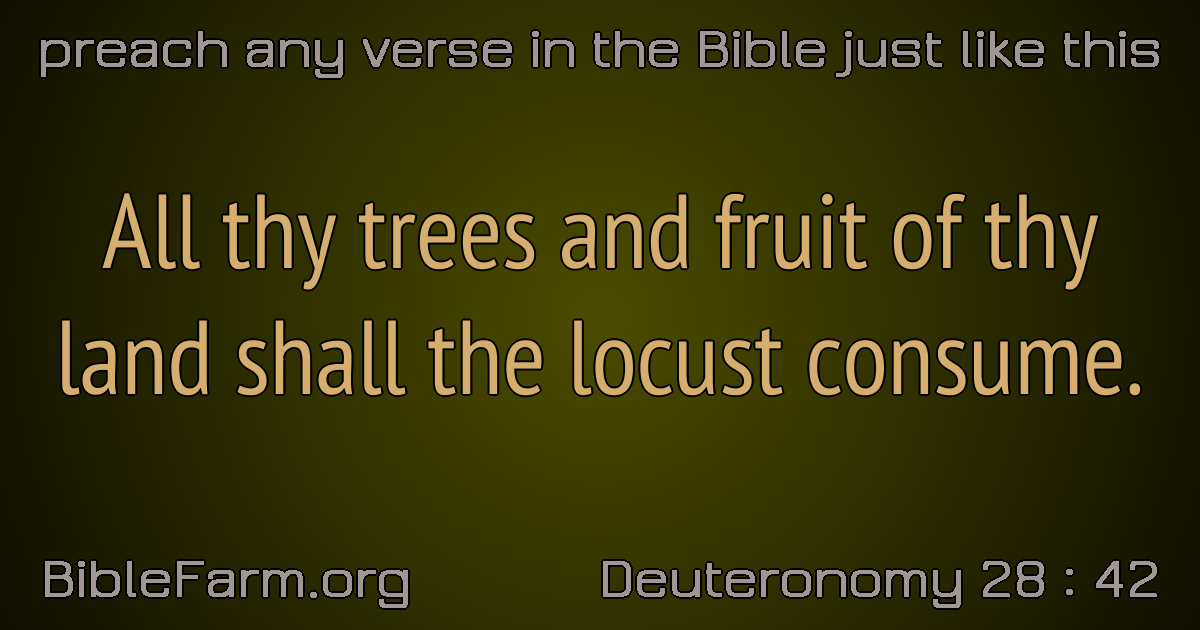 preach any verse in the Bible just like this
All thy trees and fruit of thy
land shall the locust consume.
BibleFarm.org
Deuteronomy 28 : 42